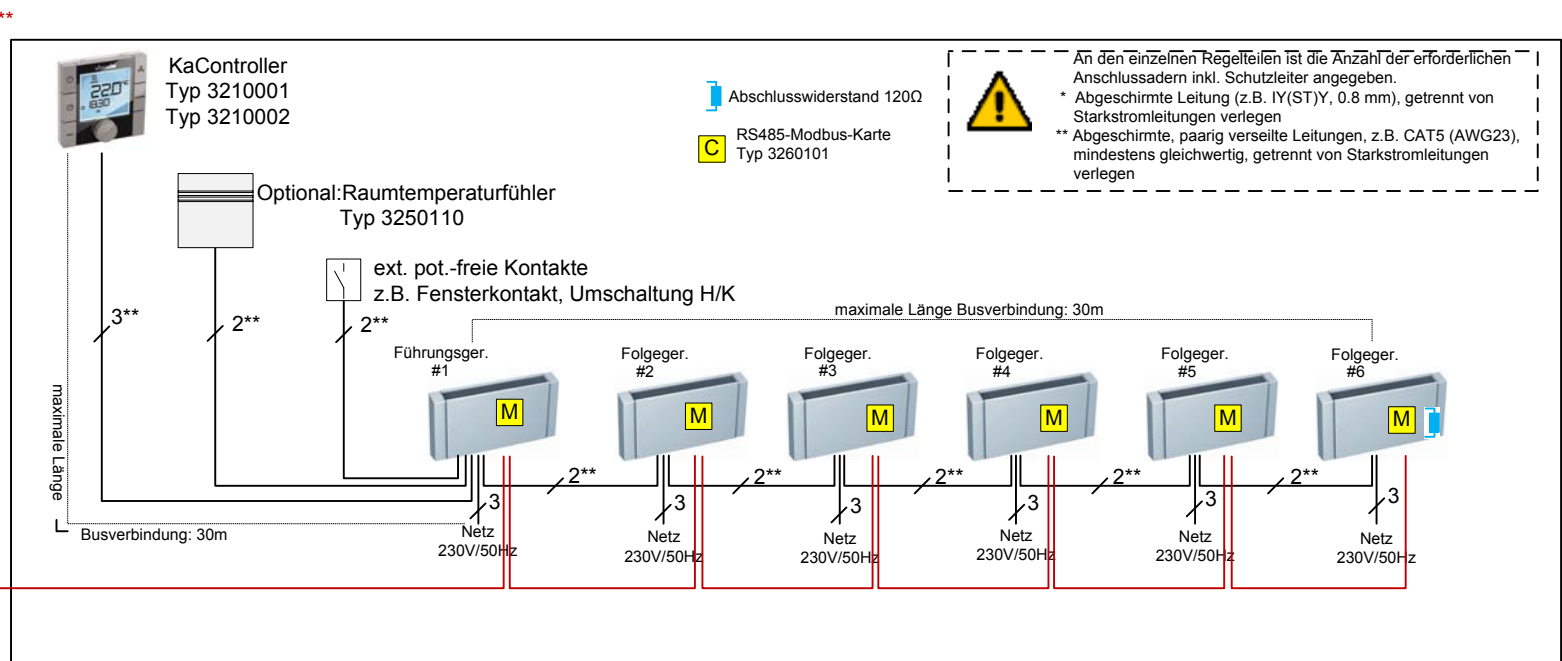 **
KaController
Typ 3210001
Typ 3210002
Abschlusswiderstand 120Ω
C
RS485-Modbus-Karte
Typ 3260101
An den einzelnen Regelteilen ist die Anzahl der erforderlichen
Anschlussadern inkl. Schutzleiter angegeben.
* Abgeschirmte Leitung (z.B. IY(ST)Y, 0.8 mm), getrennt von
Starkstromleitungen verlegen
** Abgeschirmte, paarig verseilte Leitungen, z.B. CAT5 (AWG23),
mindestens gleichwertig, getrennt von Starkstromleitungen
verlegen
Optional:Raumtemperaturfühler
Typ 3250110
ext. pot.-freie Kontakte
z.B. Fensterkontakt, Umschaltung H/K
3**
2**
2**
maximale Länge Busverbindung: 30m
Führungsger.
#1
Folgeger.
#2
Folgeger.
#3
Folgeger.
#4
Folgeger.
#5
Folgeger.
#6
M
M
M
M
M
M
2**
2**
2**
2**
2**
3
3
3
3
3
3
Netz
230V/50Hz
Netz
230V/50Hz
Netz
230V/50Hz
Netz
230V/50Hz
Netz
230V/50Hz
Netz
230V/50Hz
maximale Länge
Busverbindung: 30m